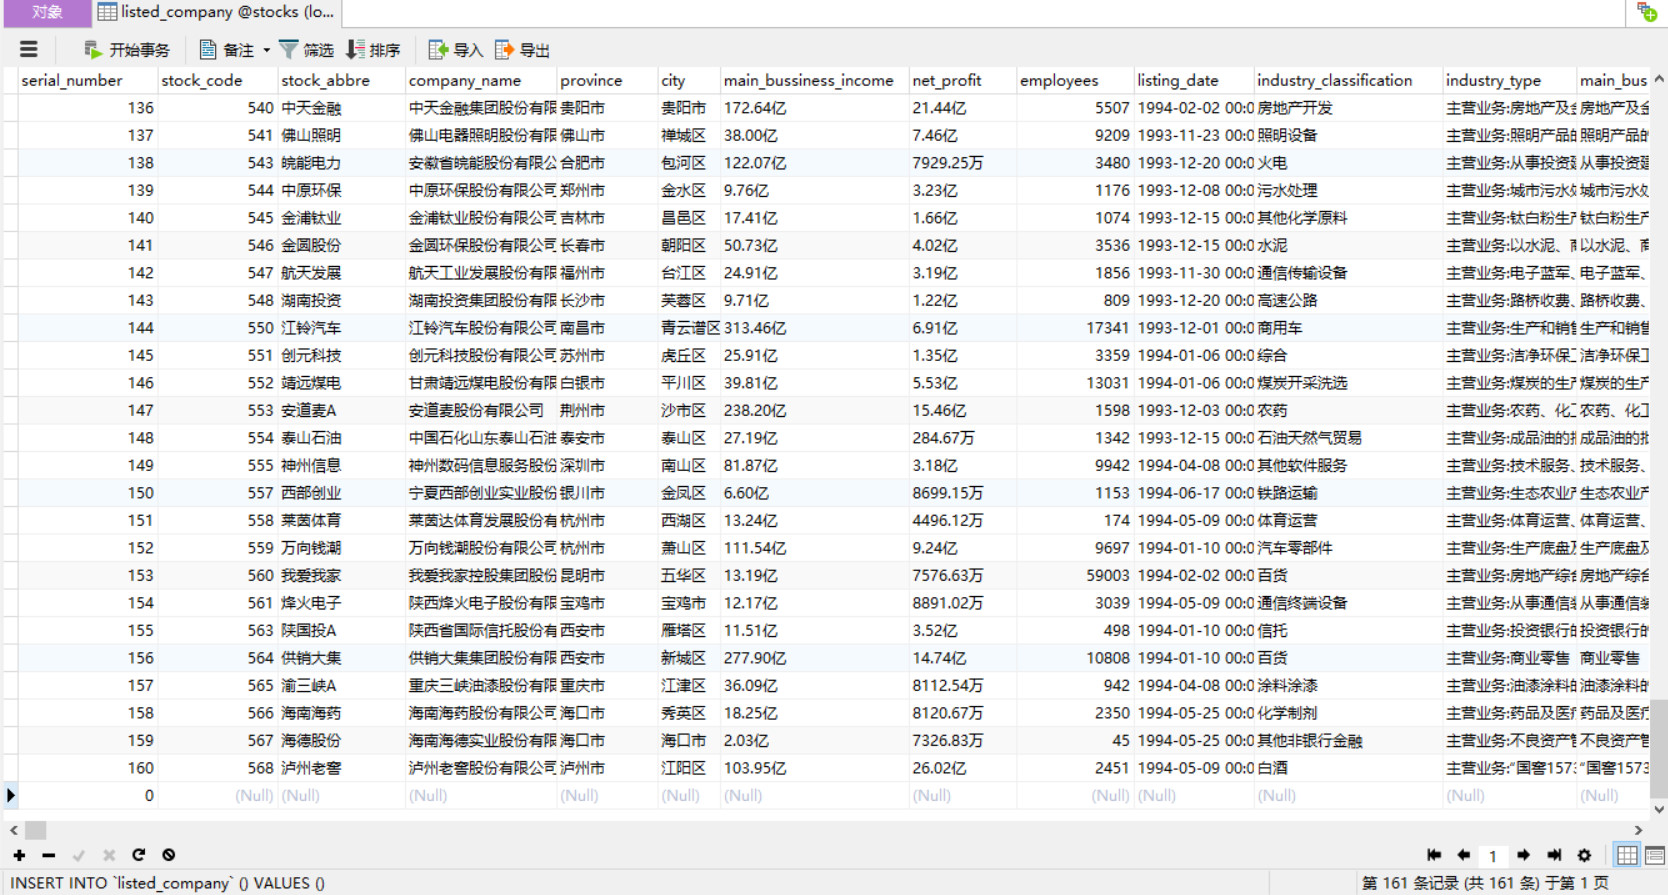 对象 listed_company @stocks (lo...
开始事务 备注 筛选 排序 导入 导出
serial_number stock_code stock_abbre company_name province city main_bussiness_income net_profit employees listing_date industry_classification industry_type main_bus
136 540 中天金融 中天金融集团股份有限 贵阳市 贵阳市 172.64亿 21.44亿 5507 1994-02-02 00:0 房地产开发 主营业务:房地产及金 房地产及金
137 541 佛山照明 佛山电器照明股份有限 佛山市 禅城区 38.00亿 7.46亿 9209 1993-11-23 00:0 照明设备 主营业务:照明产品的 照明产品的
138 543 皖能电力 安徽省皖能股份有限公 合肥市 包河区 122.07亿 7929.25万 3480 1993-12-20 00:0 火电 主营业务:从事投资建 从事投资建
139 544 中原环保 中原环保股份有限公司 郑州市 金水区 9.76亿 3.23亿 1176 1993-12-08 00:0 污水处理 主营业务:城市污水处 城市污水处
140 545 金浦钛业 金浦钛业股份有限公司 吉林市 昌邑区 17.41亿 1.66亿 1074 1993-12-15 00:0 其他化学原料 主营业务:钛白粉生产 钛白粉生产
141 546 金圆股份 金圆环保股份有限公司 长春市 朝阳区 50.73亿 4.02亿 3536 1993-12-15 00:0 水泥 主营业务:以水泥、商 以水泥、商
142 547 航天发展 航天工业发展股份有限 福州市 台江区 24.91亿 3.19亿 1856 1993-11-30 00:0 通信传输设备 主营业务:电子蓝军、 电子蓝军、
143 548 湖南投资 湖南投资集团股份有限 长沙市 芙蓉区 9.71亿 1.22亿 809 1993-12-20 00:0 高速公路 主营业务:路桥收费、 路桥收费、
144 550 江铃汽车 江铃汽车股份有限公司 南昌市 青云谱区 313.46亿 6.91亿 17341 1993-12-01 00:0 商用车 主营业务:生产和销售 生产和销售
145 551 创元科技 创元科技股份有限公司 苏州市 虎丘区 25.91亿 1.35亿 3359 1994-01-06 00:0 综合 主营业务:洁净环保工 洁净环保工
146 552 靖远煤电 甘肃靖远煤电股份有限 白银市 平川区 39.81亿 5.53亿 13031 1994-01-06 00:0 煤炭开采洗选 主营业务:煤炭的生产 煤炭的生产
147 553 安道麦A 安道麦股份有限公司 荆州市 沙市区 238.20亿 15.46亿 1598 1993-12-03 00:0 农药 主营业务:农药、化工 农药、化工
148 554 泰山石油 中国石化山东泰山石油 泰安市 泰山区 27.19亿 284.67万 1342 1993-12-15 00:0 石油天然气贸易 主营业务:成品油的批 成品油的批
149 555 神州信息 神州数码信息服务股份 深圳市 南山区 81.87亿 3.18亿 9942 1994-04-08 00:0 其他软件服务 主营业务:技术服务、 技术服务、
150 557 西部创业 宁夏西部创业实业股份 银川市 金凤区 6.60亿 8699.15万 1153 1994-06-17 00:0 铁路运输 主营业务:生态农业产 生态农业产
151 558 莱茵体育 莱茵达体育发展股份有 杭州市 西湖区 13.24亿 4496.12万 174 1994-05-09 00:0 体育运营 主营业务:体育运营、 体育运营、
152 559 万向钱潮 万向钱潮股份有限公司 杭州市 萧山区 111.54亿 9.24亿 9697 1994-01-10 00:0 汽车零部件 主营业务:生产底盘及 生产底盘及
153 560 我爱我家 我爱我家控股集团股份 昆明市 五华区 13.19亿 7576.63万 59003 1994-02-02 00:0 百货 主营业务:房地产综合 房地产综合
154 561 烽火电子 陕西烽火电子股份有限 宝鸡市 宝鸡市 12.17亿 8891.02万 3039 1994-05-09 00:0 通信终端设备 主营业务:从事通信装 从事通信装
155 563 陕国投A 陕西省国际信托股份有 西安市 雁塔区 11.51亿 3.52亿 498 1994-01-10 00:0 信托 主营业务:投资银行的 投资银行的
156 564 供销大集 供销大集集团股份有限 西安市 新城区 277.90亿 14.74亿 10808 1994-01-10 00:0 百货 主营业务:商业零售 商业零售
157 565 渝三峡A 重庆三峡油漆股份有限 重庆市 江津区 36.09亿 8112.54万 942 1994-04-08 00:0 涂料涂漆 主营业务:油漆涂料的 油漆涂料的
158 566 海南海药 海南海药股份有限公司 海口市 秀英区 18.25亿 8120.67万 2350 1994-05-25 00:0 化学制剂 主营业务:药品及医疗 药品及医疗
159 567 海德股份 海南海德实业股份有限 海口市 海口市 2.03亿 7326.83万 45 1994-05-25 00:0 其他非银行金融 主营业务:不良资产管 不良资产管
160 568 泸州老窖 泸州老窖股份有限公司 泸州市 江阳区 103.95亿 26.02亿 2451 1994-05-09 00:0 白酒 主营业务:"国窖1573 "国窖1573
0 (Null) (Null) (Null) (Null) (Null) (Null) (Null) (Null) (Null) (Null) (Null) (Null)
1
INSERT INTO `listed_company` () VALUES () 第 161 条记录 (共 161 条) 于第 1 页